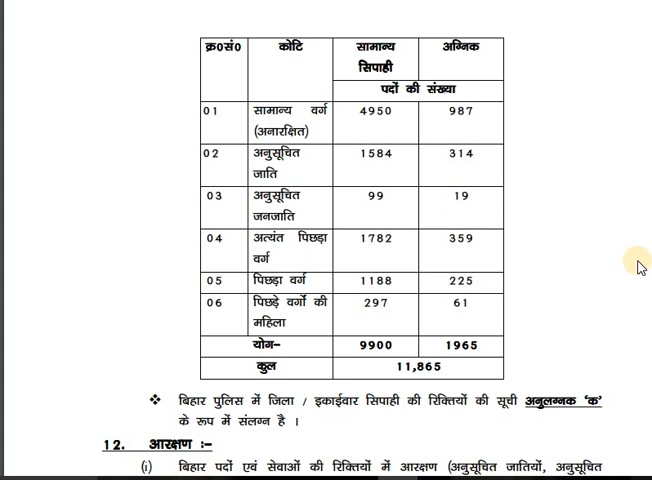 क्र0सं0 कोटि सामान्य अग्निक
सिपाही
पदों की संख्या
01 सामान्य वर्ग 4950 987
(अनारक्षित)
02 अनुसूचित 1584 314
जाति
03 अनुसूचित 99 19
जनजाति
04 अत्यंत पिछड़ा 1782 359
वर्ग
05 पिछड़ा वर्ग 1188 225
06 पिछड़े वर्गों की 297 61
महिला
योग- 9900 1965
कुल 11,865
❖ बिहार पुलिस में जिला / इकाईवार सिपाही की रिक्तियों की सूची अनुलग्नक ‘क’
के रूप में संलग्न है ।
12. आरक्षण :-
(i) बिहार पदों एवं सेवाओं की रिक्तियों में आरक्षण (अनुसूचित जातियों, अनुसूचित